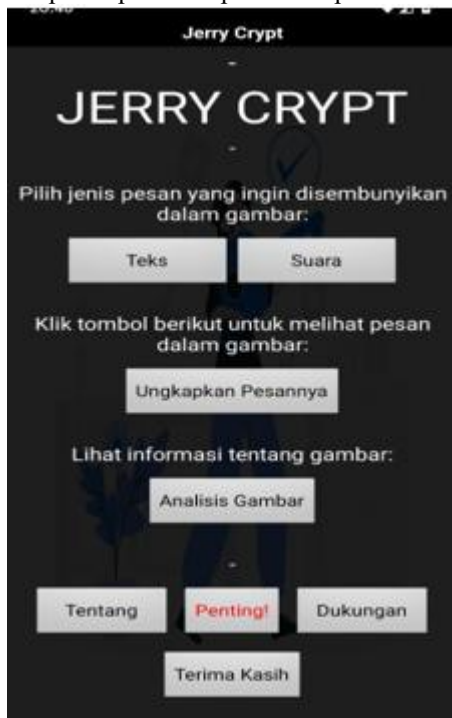 Jerry Crypt
-
JERRY CRYPT
-
Pilih jenis pesan yang ingin disembunyikan
dalam gambar:
Teks Suara
Klik tombol berikut untuk melihat pesan
dalam gambar:
Ungkapkan Pesannya
Lihat informasi tentang gambar:
Analisis Gambar
-
Tentang Penting! Dukungan
Terima Kasih